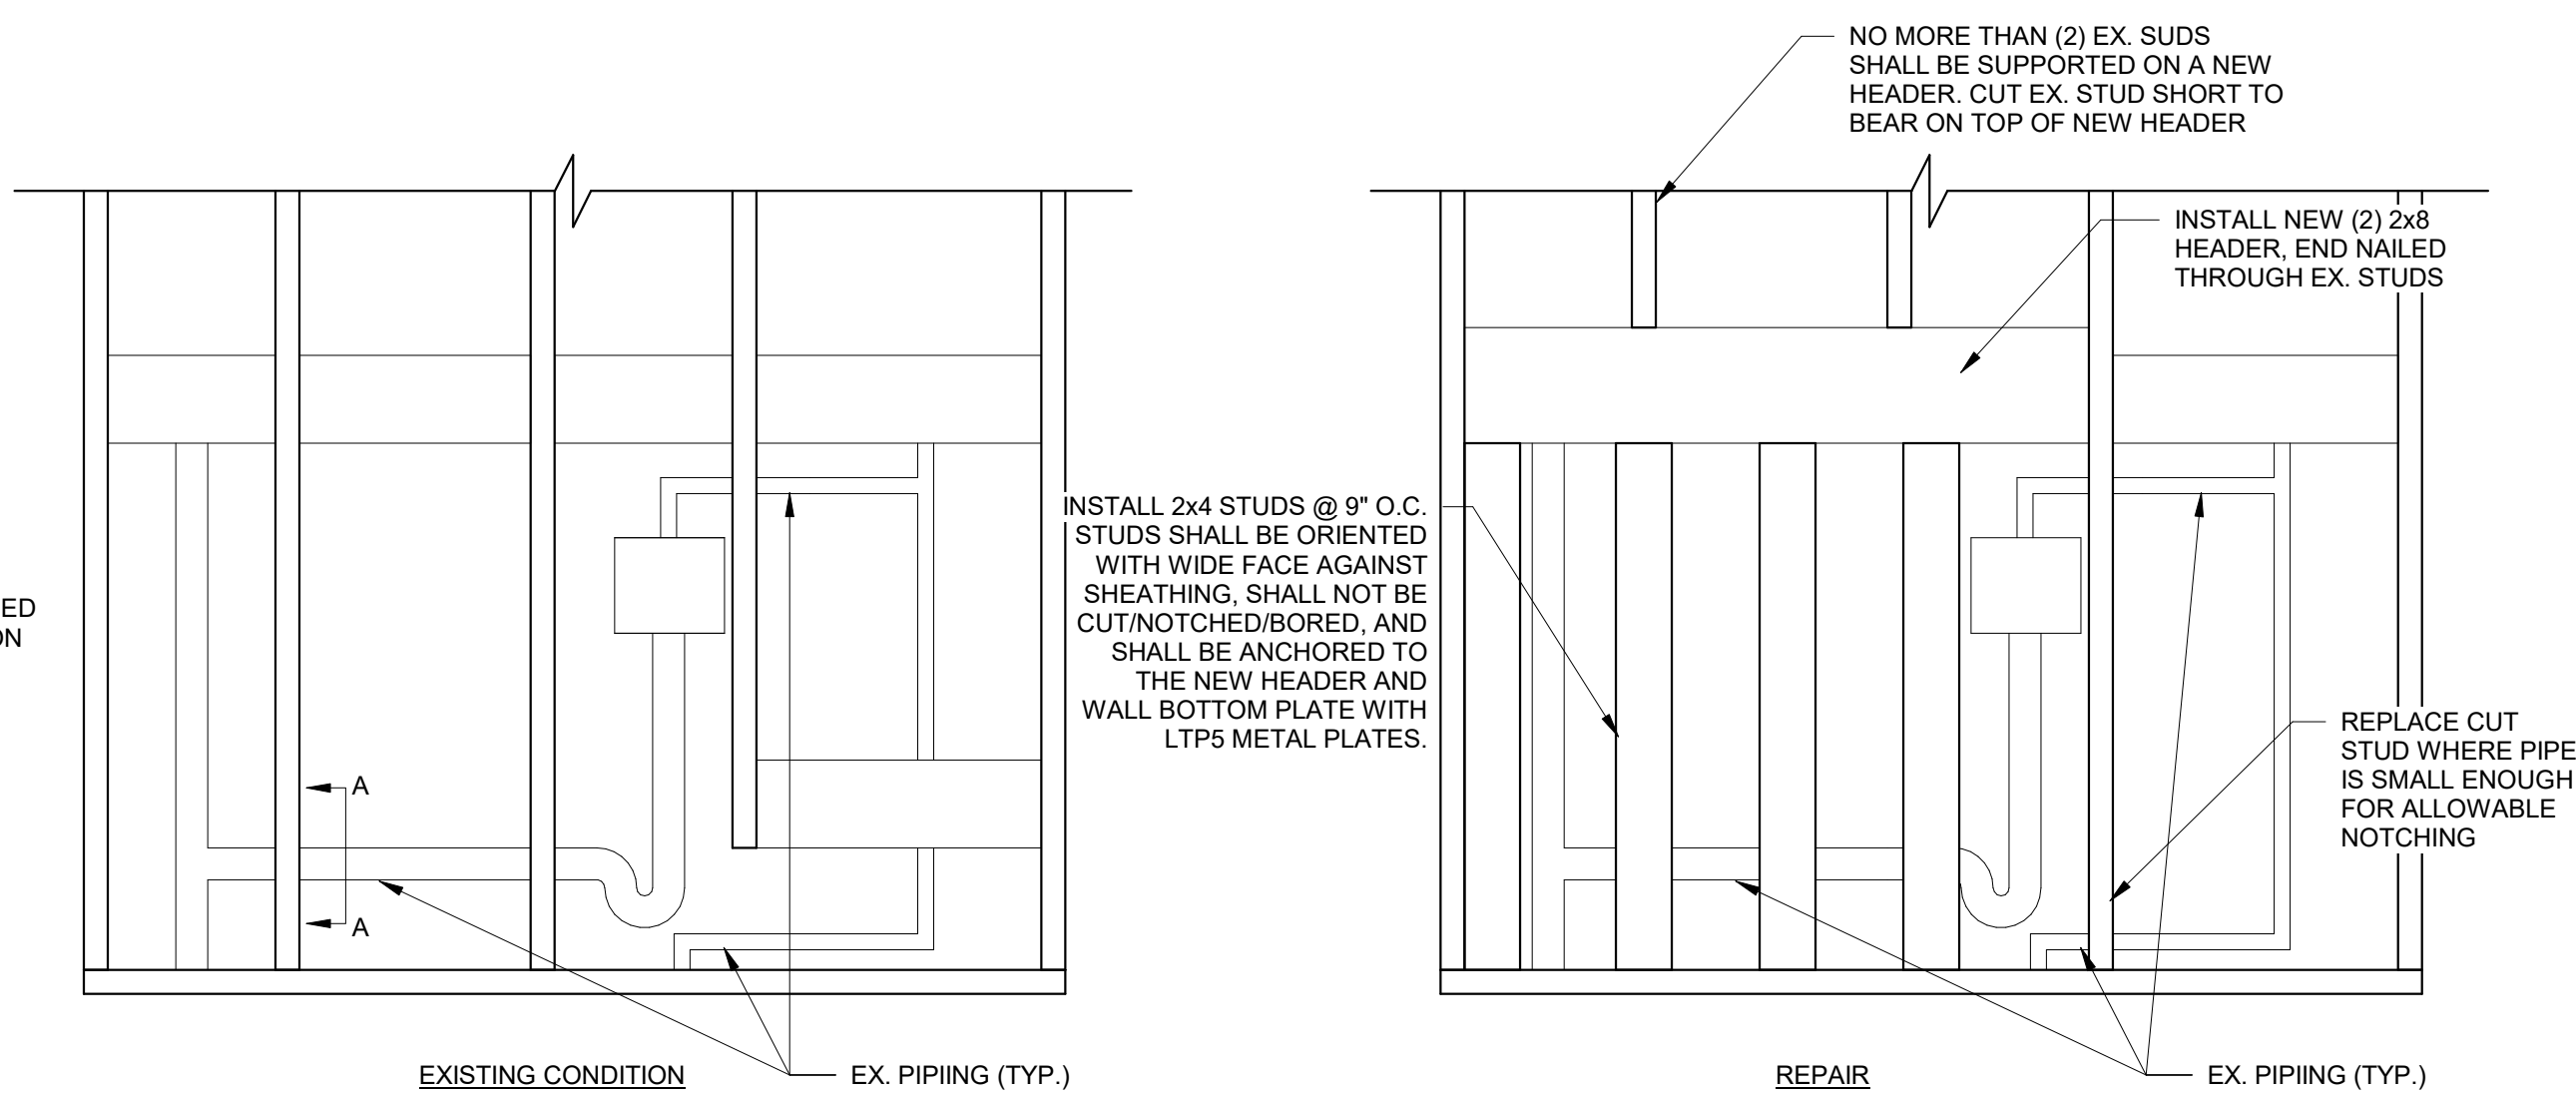 NO MORE THAN (2) EX. SUDS
SHALL BE SUPPORTED ON A NEW
HEADER. CUT EX. STUD SHORT TO
BEAR ON TOP OF NEW HEADER
INSTALL NEW (2) 2x8
HEADER, END NAILED
THROUGH EX. STUDS
INSTALL 2x4 STUDS @ 9" O.C.
STUDS SHALL BE ORIENTED
WITH WIDE FACE AGAINST
SHEATHING, SHALL NOT BE
CUT/NOTCHED/BORED, AND
SHALL BE ANCHORED TO
THE NEW HEADER AND
WALL BOTTOM PLATE WITH
LTP5 METAL PLATES.
ED
ON
A
A
REPLACE CUT
STUD WHERE PIPE
IS SMALL ENOUGH
FOR ALLOWABLE
NOTCHING
EXISTING CONDITION
EX. PIPIING (TYP.)
REPAIR
EX. PIPIING (TYP.)